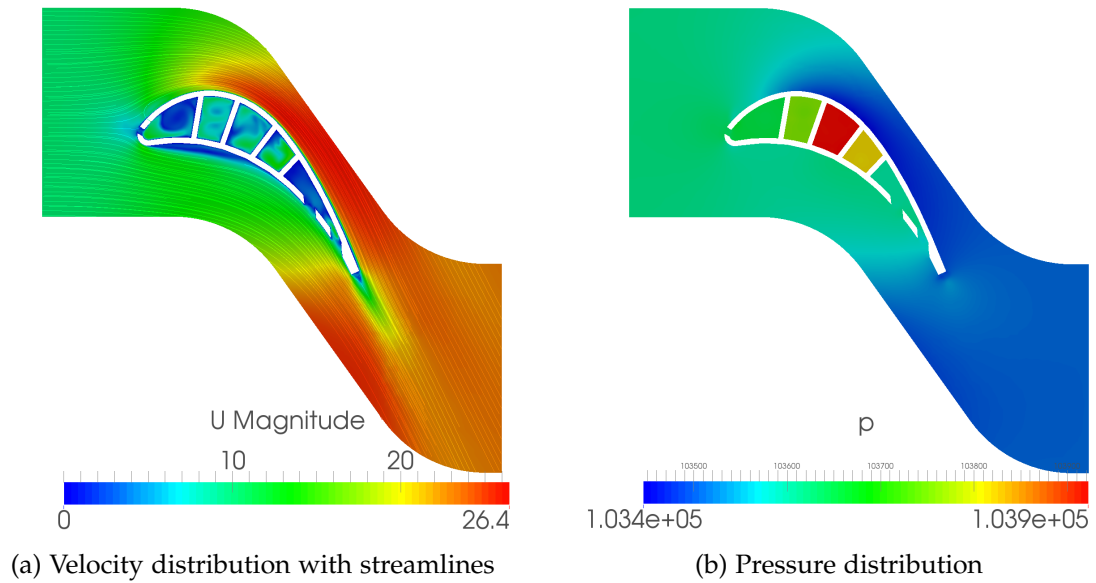 U Magnitude
10 20
0 26.4
(a) Velocity distribution with streamlines
p
103500 103600 103700 103800
1.034e+05 1.039e+05
(b) Pressure distribution